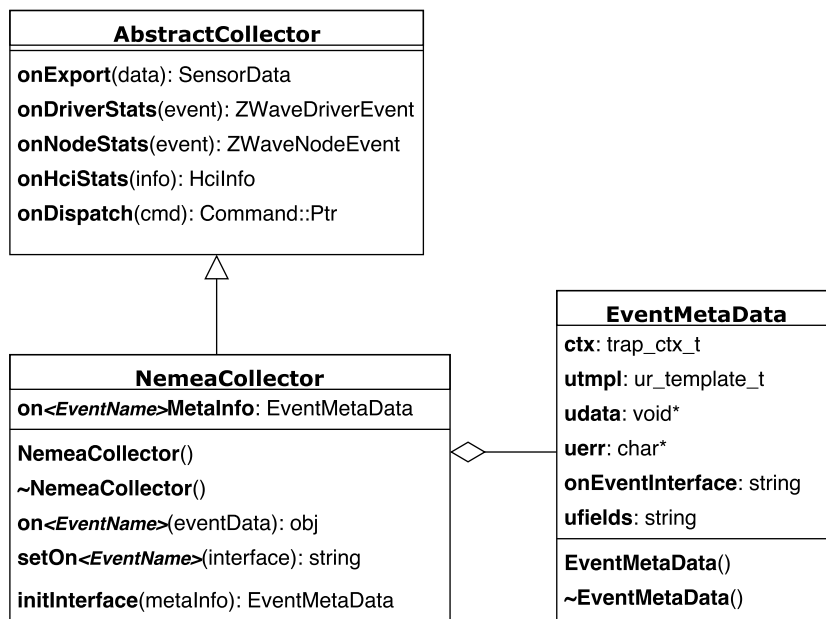 AbstractCollector
onExport(data): SensorData
onDriverStats(event): ZWaveDriverEvent
onNodeStats(event): ZWaveNodeEvent
onHciStats(info): HciInfo
onDispatch(cmd): Command::Ptr
NemeaCollector
on<EventName>MetaInfo: EventMetaData
NemeaCollector()
~NemeaCollector()
on<EventName>(eventData): obj
setOn<EventName>(interface): string
initInterface(metaInfo): EventMetaData
EventMetaData
ctx: trap_ctx_t
utmpl: ur_template_t
udata: void*
uerr: char*
onEventInterface: string
ufields: string
EventMetaData()
~EventMetaData()